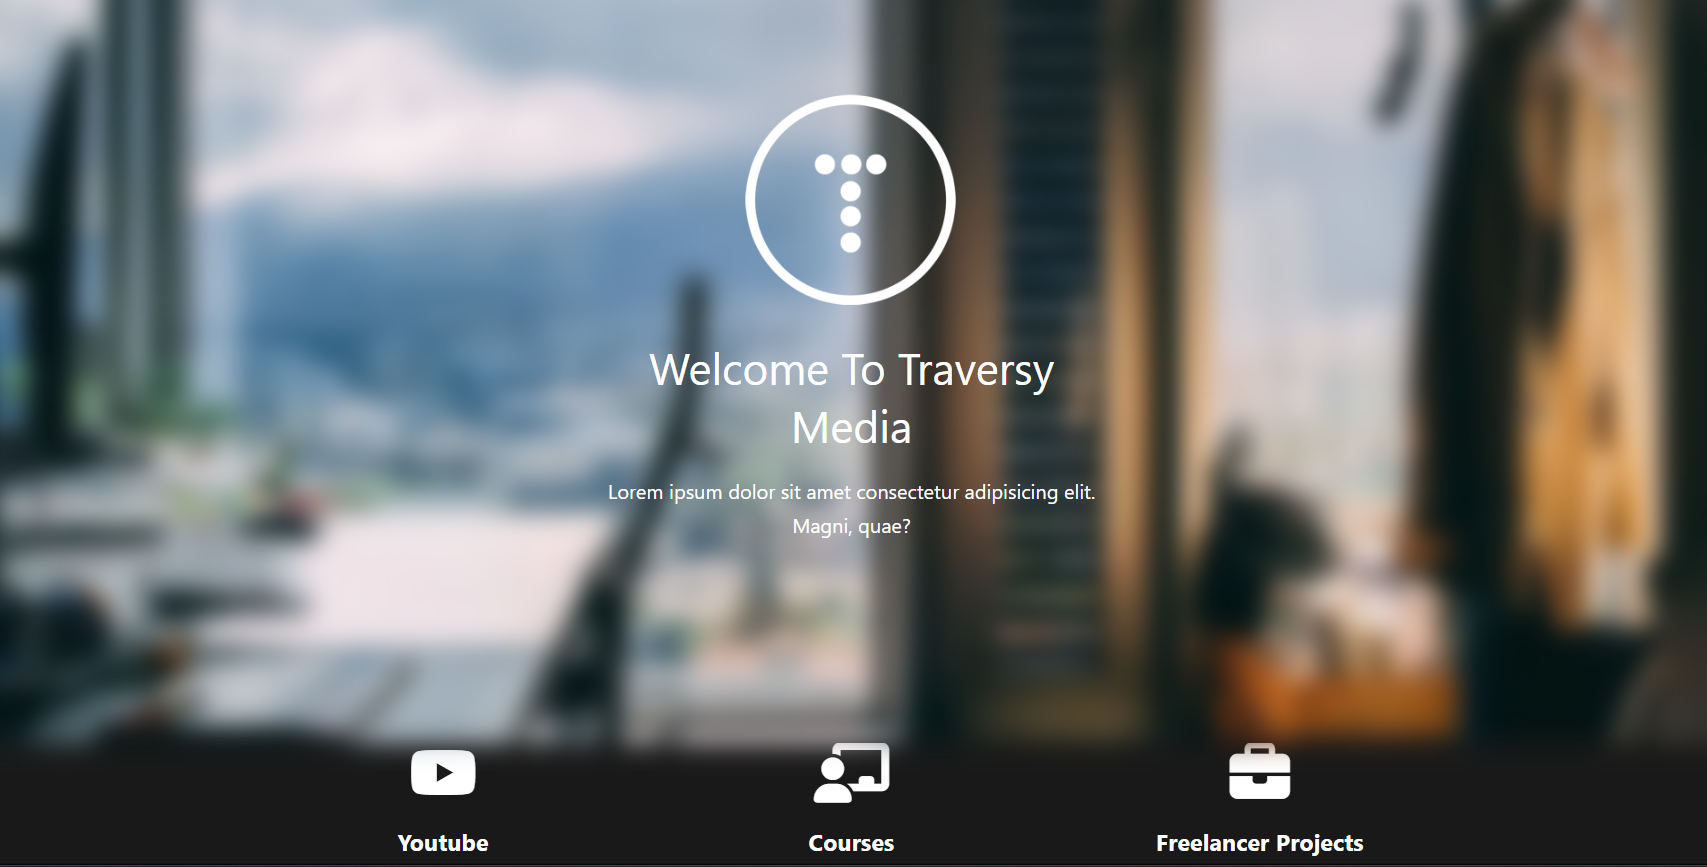 T
Welcome To Traversy
Media
Lorem ipsum dolor sit amet consectetur adipisicing elit.
Magni, quae?
Youtube
Courses
Freelancer Projects